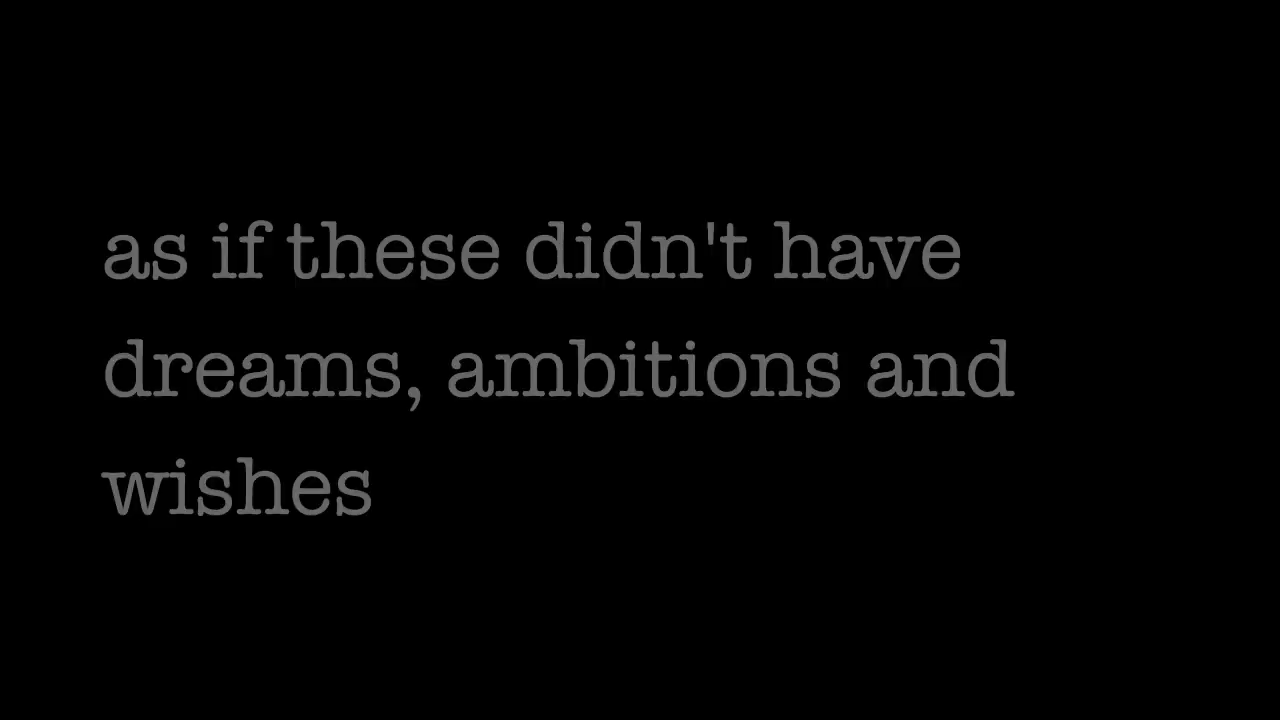 as if these didn't have
dreams, ambitions and
wishes